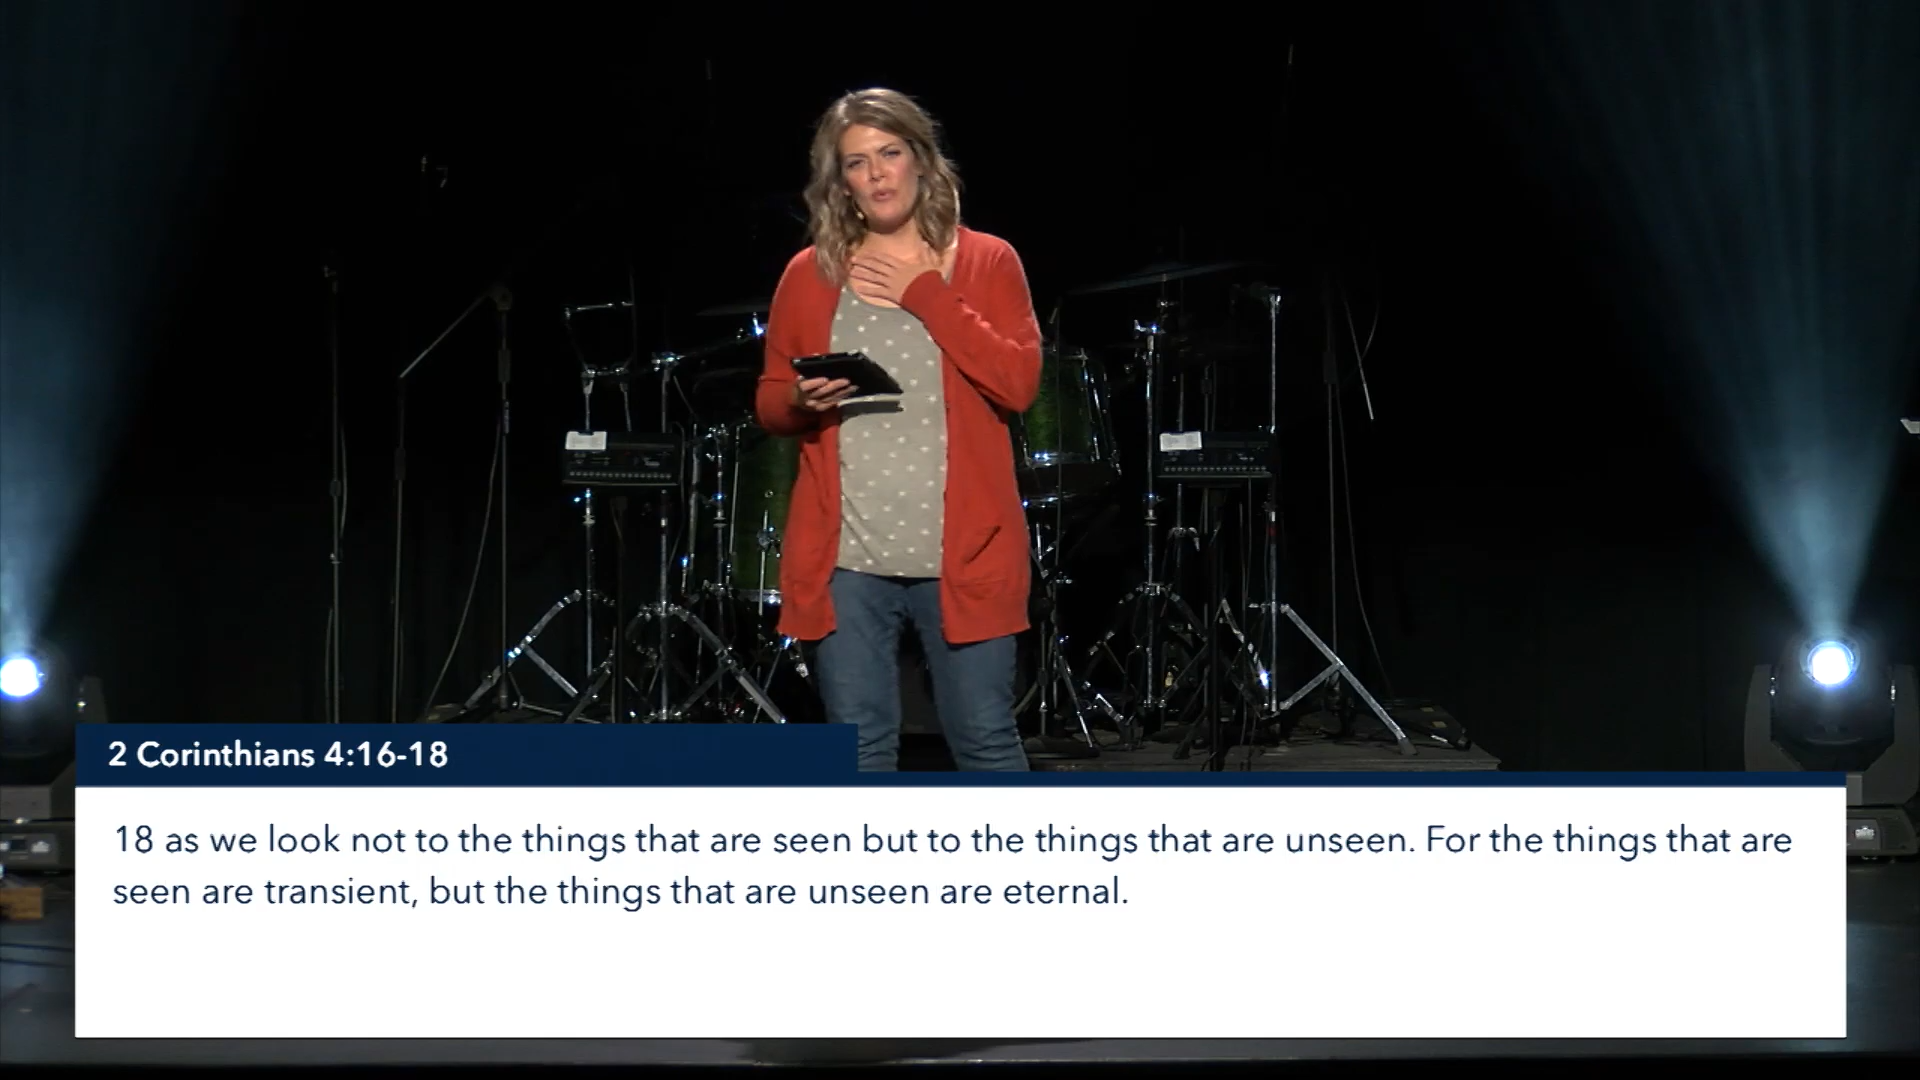 2 Corinthians 4:16-18
18 as we look not to the things that are seen but to the things that are unseen. For the things that are
seen are transient, but the things that are unseen are eternal.